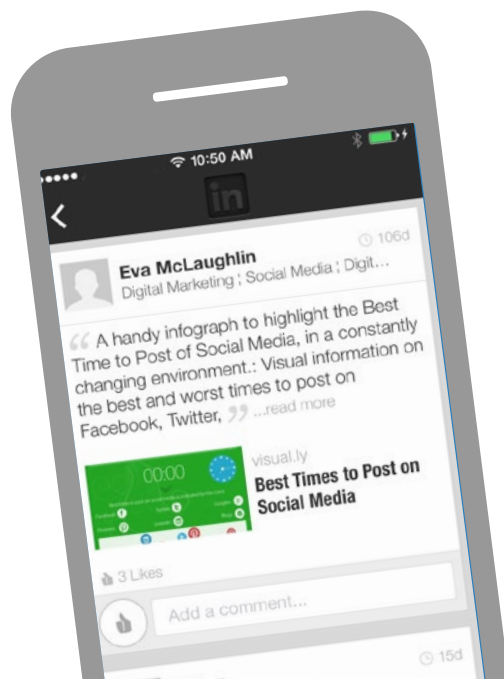 10:50 AM
in
Eva McLaughlin
106d
Digital Marketing ¦ Social Media ¦ Digit...
“ A handy infograph to highlight the Best
Time to Post of Social Media, in a constantly
changing environment.: Visual information on
the best and worst times to post on
Facebook, Twitter, ” ...read more
00:00
visual.ly
Best Times to Post on
Social Media
3 Likes
Add a comment...
15d